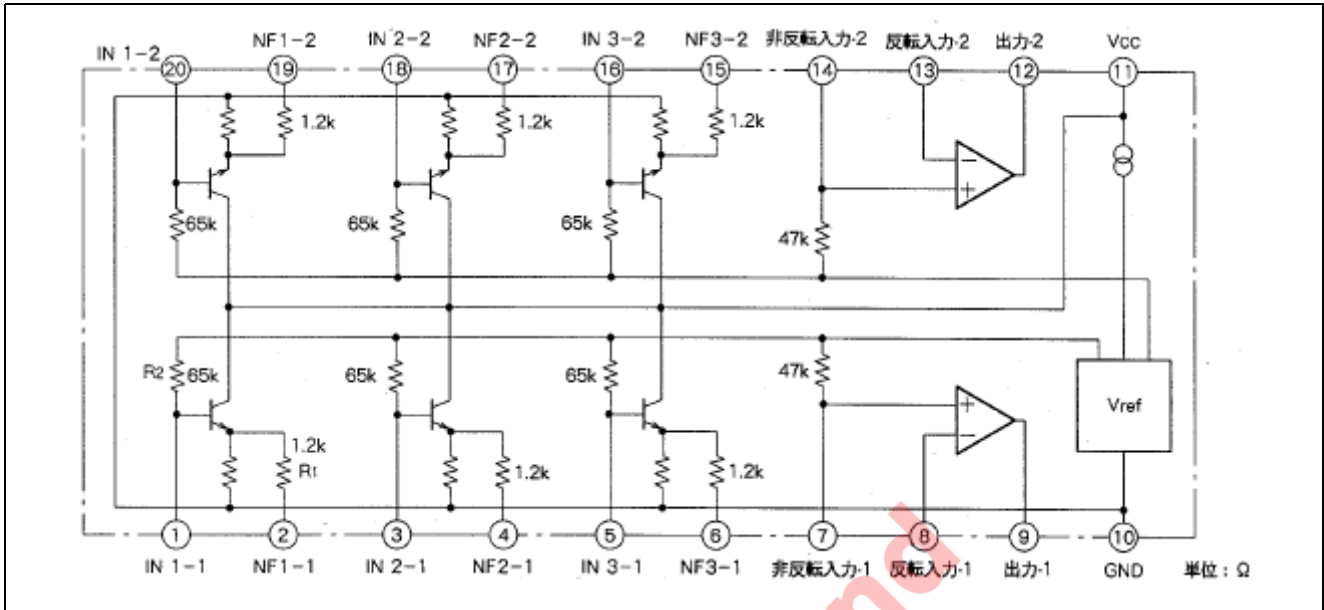 IN 1-2 NF1-2 IN 2-2 NF2-2 IN 3-2 NF3-2 非反転入力-2 反転入力-2 出力-2 Vcc
20 19 18 17 16 15 14 13 12 11
1.2k 1.2k 1.2k
65k 65k 65k 47k
− +
R2 65k 65k 65k 47k
+ −
Vref
1.2k
R1 1.2k 1.2k
1 2 3 4 5 6 7 8 9 10
IN 1-1 NF1-1 IN 2-1 NF2-1 IN 3-1 NF3-1 非反転入力-1 反転入力-1 出力-1 GND 単位：Ω
nd